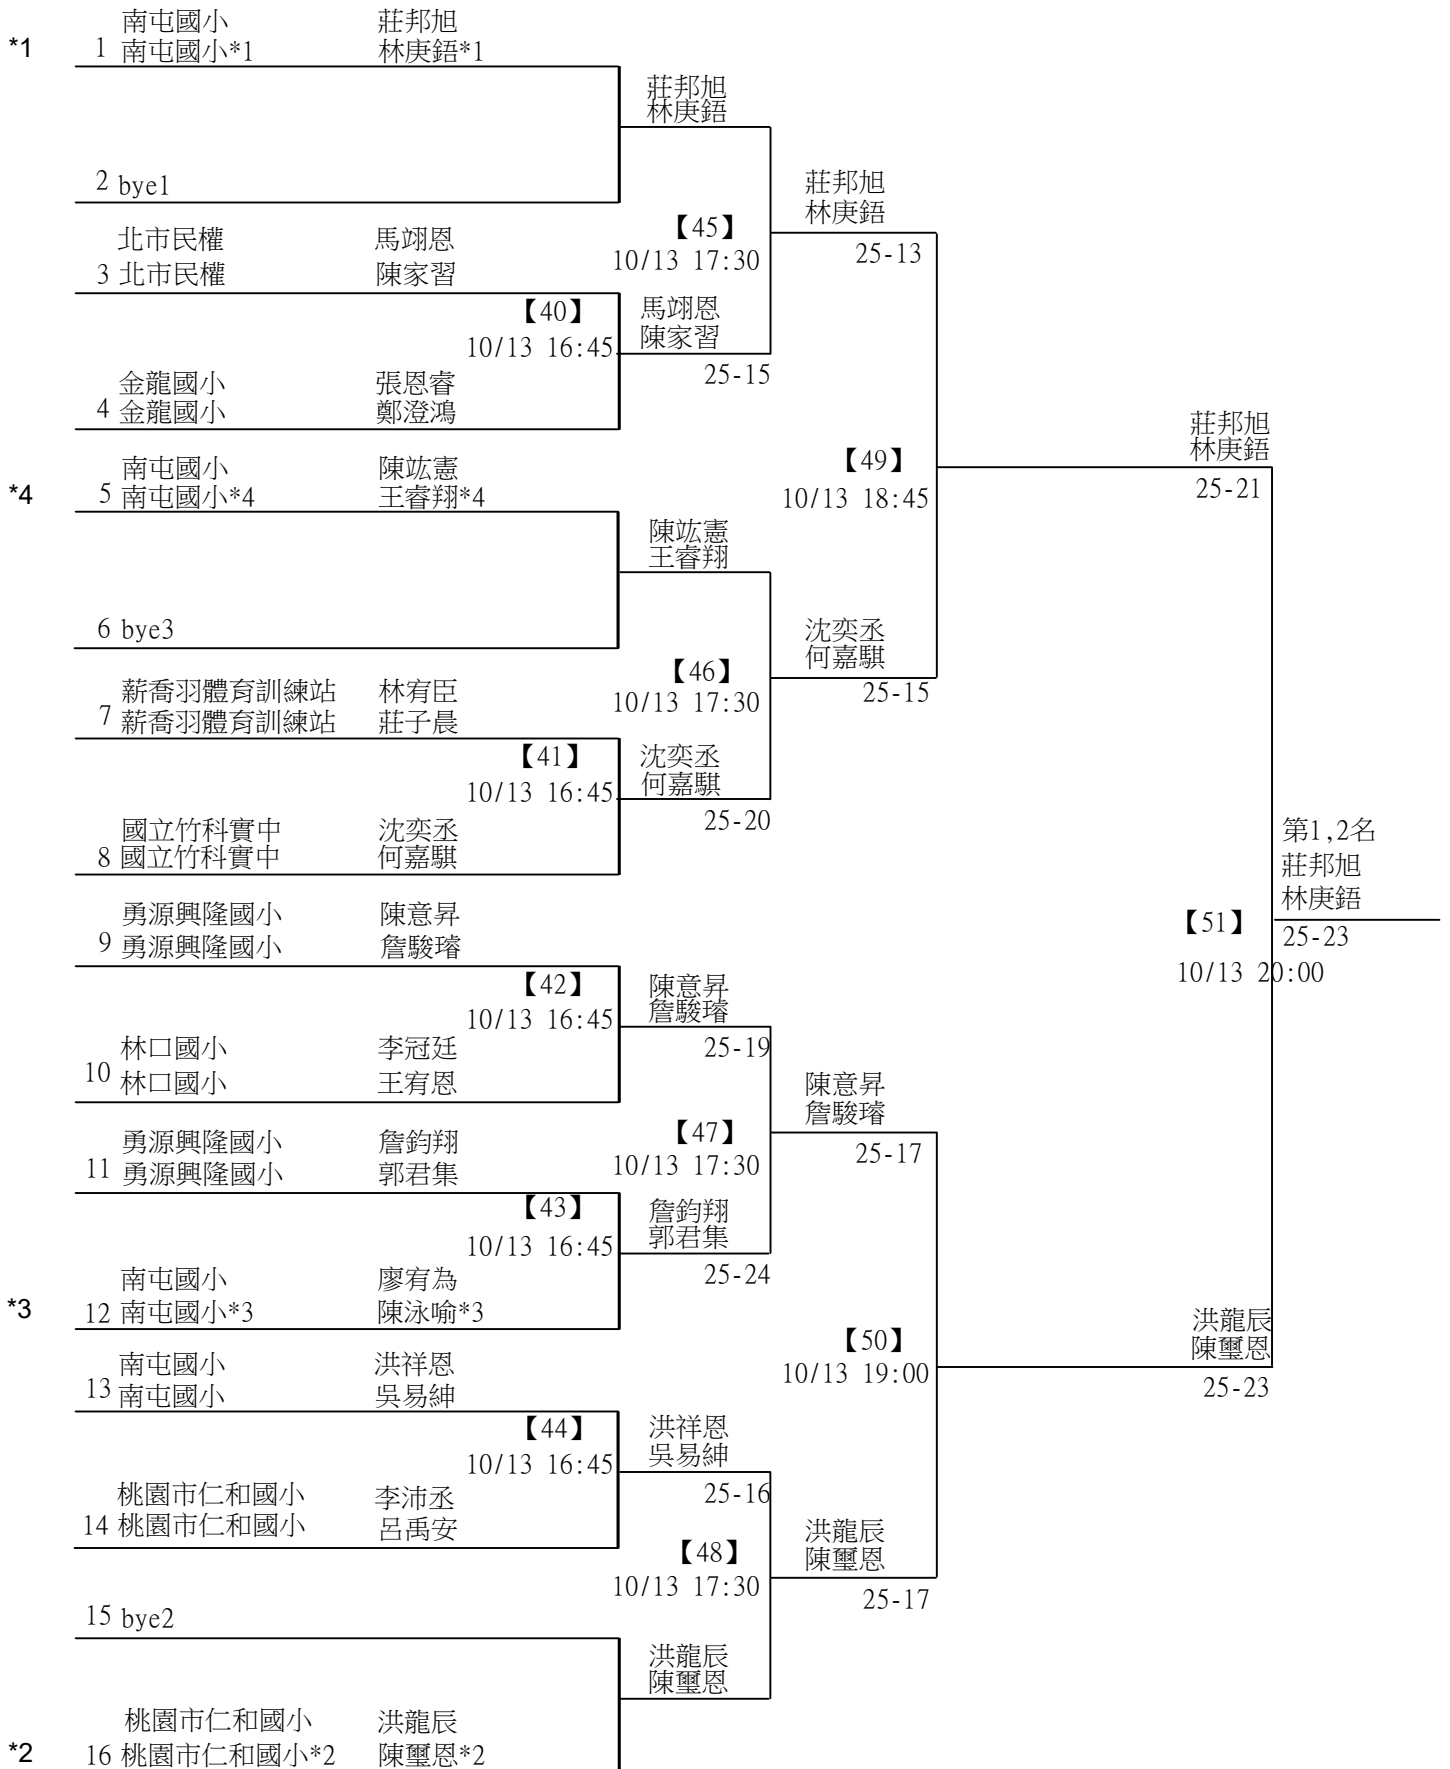 南屯國小 莊邦旭
*1 1 南屯國小*1 林庚鋙*1
莊邦旭
林庚鋙
2 bye1
莊邦旭
林庚鋙
【45】
10/13 17:30
25-13
北市民權 馬翊恩
3 北市民權 陳家習
【40】
10/13 16:45
馬翊恩
陳家習
25-15
金龍國小 張恩睿
4 金龍國小 鄭澄鴻
莊邦旭
林庚鋙
25-21
【49】
10/13 18:45
南屯國小 陳竑憲
*4 5 南屯國小*4 王睿翔*4
陳竑憲
王睿翔
6 bye3
沈奕丞
何嘉騏
25-15
【46】
10/13 17:30
薪喬羽體育訓練站 林宥臣
7 薪喬羽體育訓練站 莊子晨
【41】
10/13 16:45
沈奕丞
何嘉騏
25-20
國立竹科實中 沈奕丞
8 國立竹科實中 何嘉騏
第1,2名
莊邦旭
林庚鋙
【51】
25-23
10/13 20:00
勇源興隆國小 陳意昇
9 勇源興隆國小 詹駿璿
【42】
10/13 16:45
陳意昇
詹駿璿
25-19
林口國小 李冠廷
10 林口國小 王宥恩
陳意昇
詹駿璿
25-17
【47】
10/13 17:30
勇源興隆國小 詹鈞翔
11 勇源興隆國小 郭君集
【43】
10/13 16:45
詹鈞翔
郭君集
25-24
南屯國小 廖宥為
*3 12 南屯國小*3 陳泳喻*3
【50】
10/13 19:00
洪龍辰
陳璽恩
25-23
南屯國小 洪祥恩
13 南屯國小 吳易紳
【44】
10/13 16:45
洪祥恩
吳易紳
25-16
桃園市仁和國小 李沛丞
14 桃園市仁和國小 呂禹安
【48】
10/13 17:30
洪龍辰
陳璽恩
25-17
15 bye2
洪龍辰
陳璽恩
桃園市仁和國小 洪龍辰
*2 16 桃園市仁和國小*2 陳璽恩*2